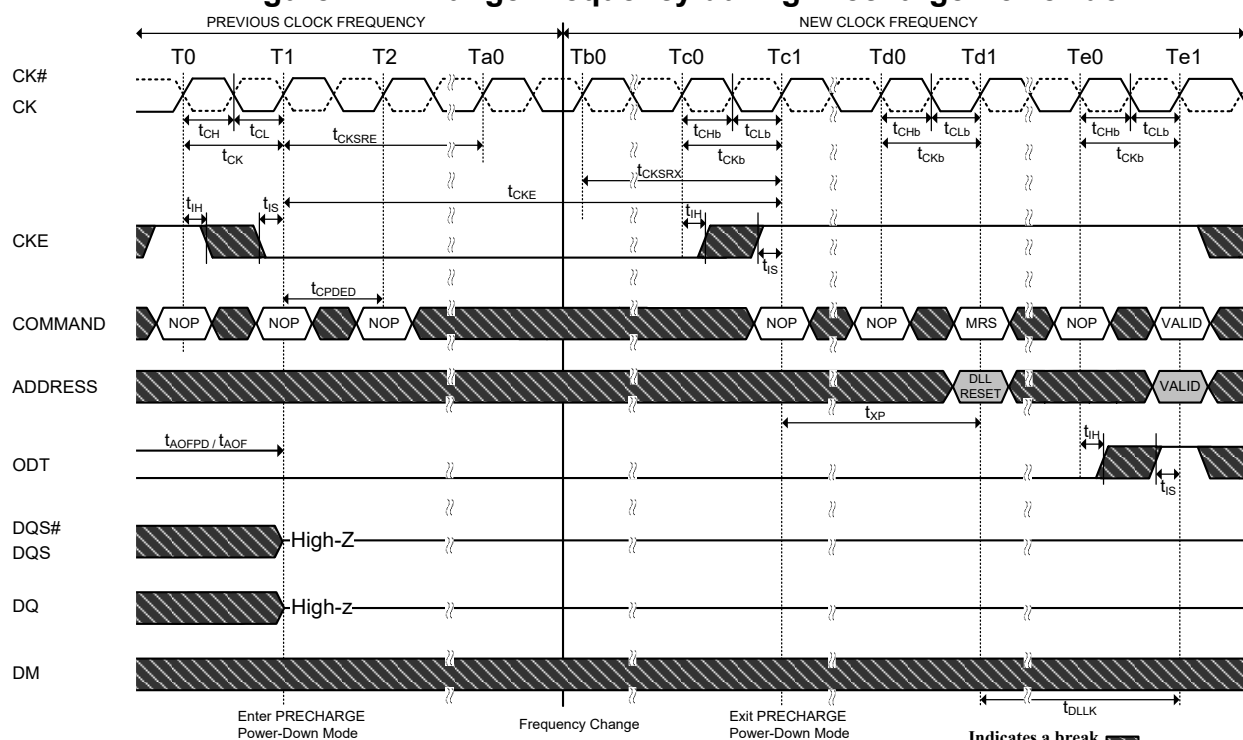 PREVIOUS CLOCK FREQUENCY
NEW CLOCK FREQUENCY
T0 T1 T2 Ta0 Tb0 Tc0 Tc1 Td0 Td1 Te0 Te1
CK#
CK
tCH tCL tCHb tCLb tCHb tCLb tCHb tCLb
tCK tCKSRE tCKb tCKb tCKb
tCKSRX
tCKE
tIH tIS tIH
CKE
tIS
tCPDED
COMMAND NOP NOP NOP NOP NOP MRS NOP VALID
ADDRESS DLL RESET VALID
tXP
tAOFPD / tAOF tIH
ODT
tIS
DQS#
DQS
High-Z
DQ High-z
DM
tDLLK
Enter PRECHARGE
Power-Down Mode
Frequency Change
Exit PRECHARGE
Power-Down Mode
Indicates a break